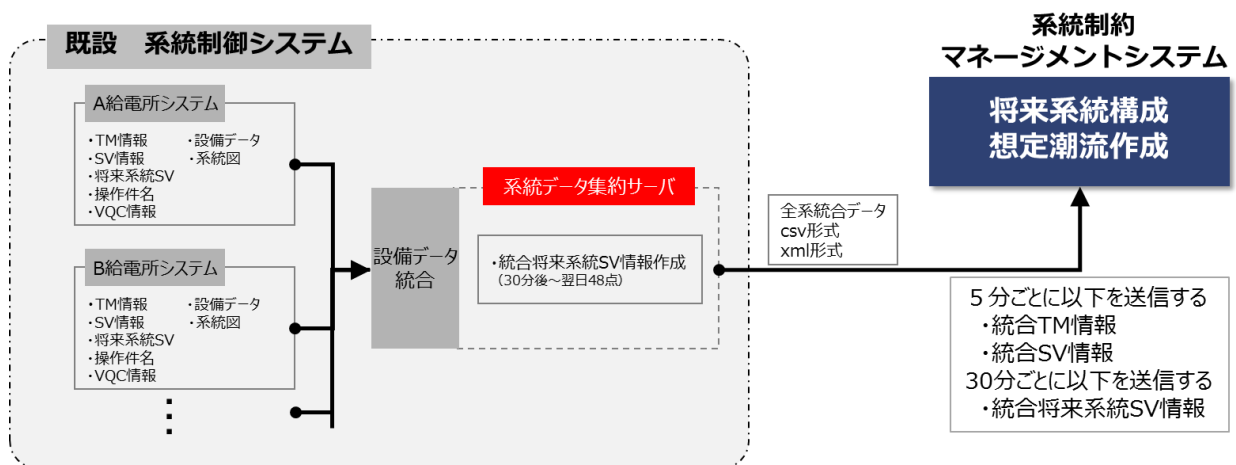 既設　系統制御システム
A給電所システム
・TM情報
・SV情報
・将来系統SV
・操作件名
・VQC情報
・設備データ
・系統図
B給電所システム
・TM情報
・SV情報
・将来系統SV
・操作件名
・VQC情報
・設備データ
・系統図
設備データ
統合
系統データ集約サーバ
・統合将来系統SV情報作成
（30分後～翌日48点）
全系統合データ
csv形式
xml形式
系統制約
マネージメントシステム
将来系統構成
想定潮流作成
５分ごとに以下を送信する
・統合TM情報
・統合SV情報
30分ごとに以下を送信する
・統合将来系統SV情報